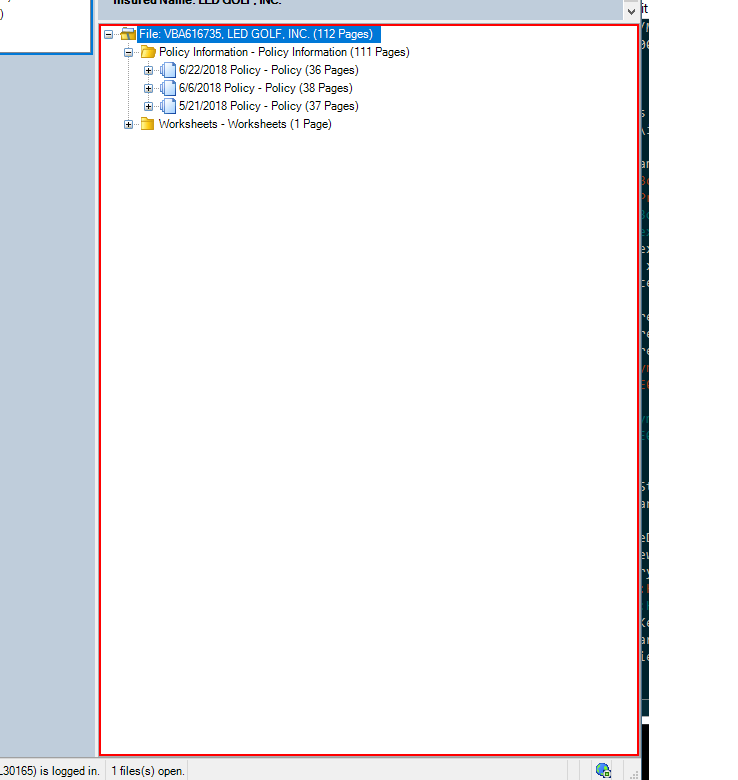 Insured Name: LED GOLF, INC.
File: VBA616735, LED GOLF, INC. (112 Pages)
Policy Information - Policy Information (111 Pages)
6/22/2018 Policy - Policy (36 Pages)
6/6/2018 Policy - Policy (38 Pages)
5/21/2018 Policy - Policy (37 Pages)
Worksheets - Worksheets (1 Page)
L30165) is logged in.
1 files(s) open.